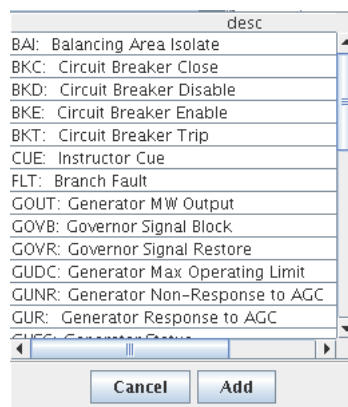 desc
BAI: Balancing Area Isolate
BKC: Circuit Breaker Close
BKD: Circuit Breaker Disable
BKE: Circuit Breaker Enable
BKT: Circuit Breaker Trip
CUE: Instructor Cue
FLT: Branch Fault
GOUT: Generator MW Output
GOVB: Governor Signal Block
GOVR: Governor Signal Restore
GUDC: Generator Max Operating Limit
GUNR: Generator Non-Response to AGC
GUR: Generator Response to AGC
Cancel Add